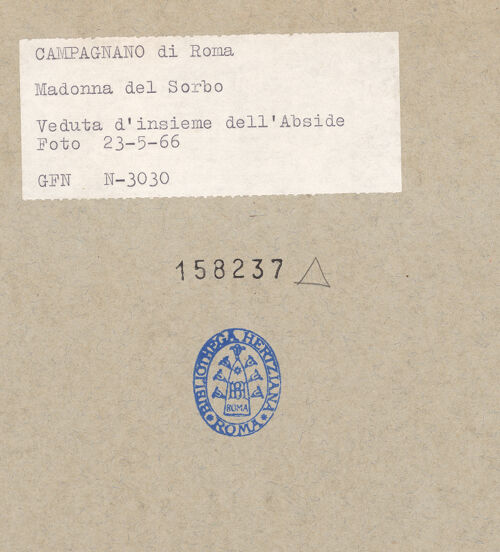 CAMPAGNANO di Roma
Madonna del Sorbo
Veduta d'insieme dell'Abside
Foto 23-5-66
GFN N-3030
158237
BIBLIOTHECA HERTZIANA
ROMA
ROMA